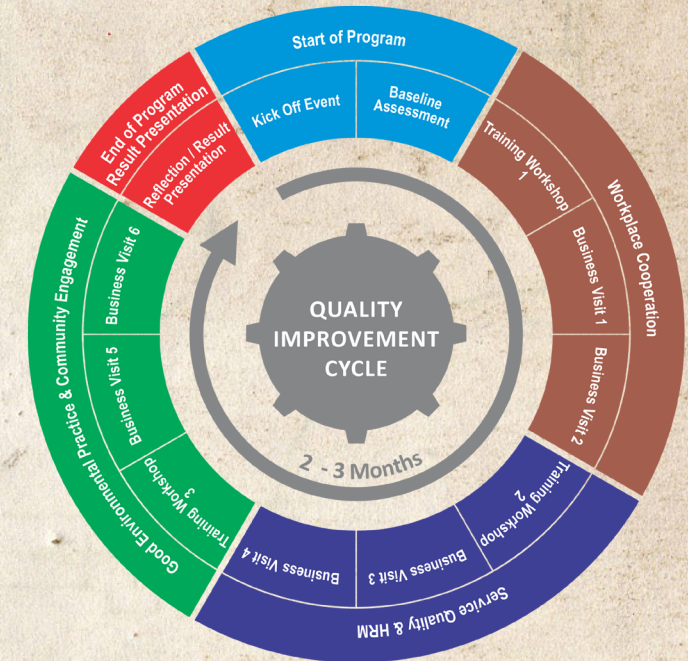 Start of Program
Kick Off Event
Baseline
Assessment
Workplace Cooperation
Training Workshop
1
Business Visit 1
Business Visit 2
Service Quality & HRM
Training Workshop
2
Business Visit 3
Business Visit 4
Good Environmental Practice & Community Engagement
Training Workshop
3
Business Visit 5
Business Visit 6
End of Program
Result Presentation
Reflection / Result
Presentation
QUALITY
IMPROVEMENT
CYCLE
2 - 3 Months